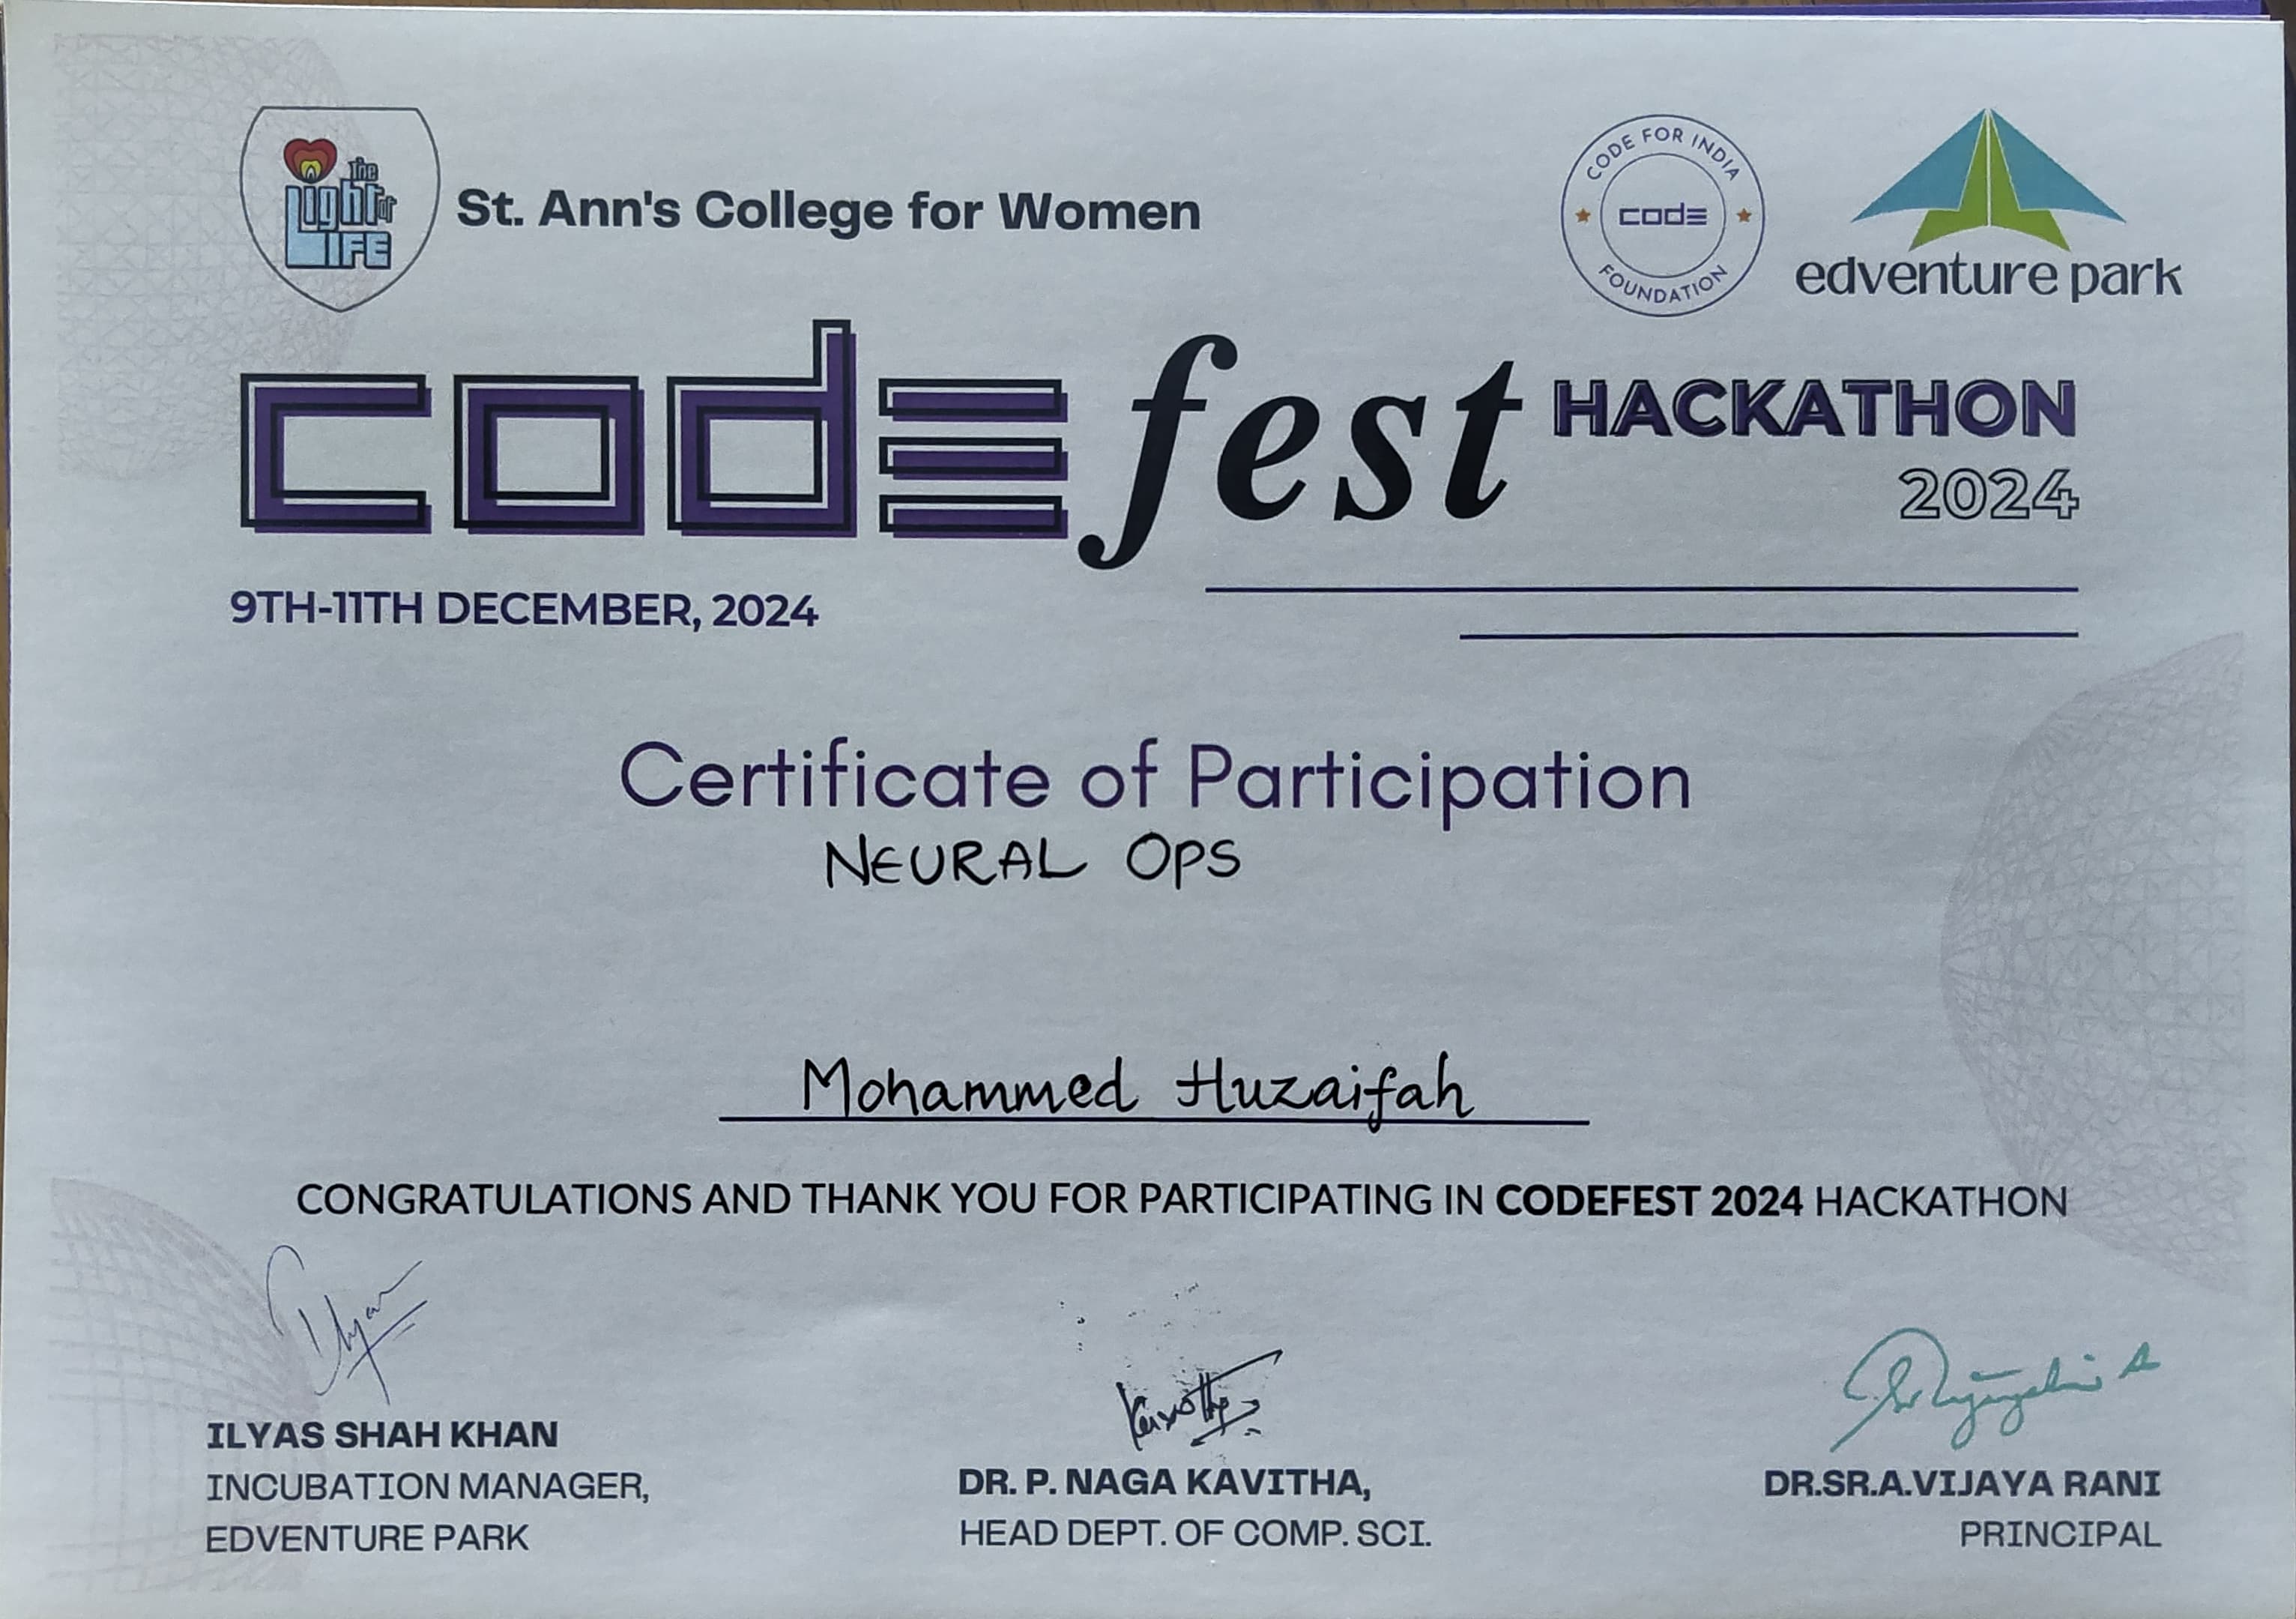 The Light of LIFE
St. Ann's College for Women
CODE FOR INDIA
code
FOUNDATION
edventure park
code fest HACKATHON
2024
9TH-11TH DECEMBER, 2024
Certificate of Participation
NEURAL OPS
Mohammed Huzaifah
CONGRATULATIONS AND THANK YOU FOR PARTICIPATING IN CODEFEST 2024 HACKATHON
ILYAS SHAH KHAN
INCUBATION MANAGER,
EDVENTURE PARK
DR. P. NAGA KAVITHA,
HEAD DEPT. OF COMP. SCI.
DR.SR.A.VIJAYA RANI
PRINCIPAL